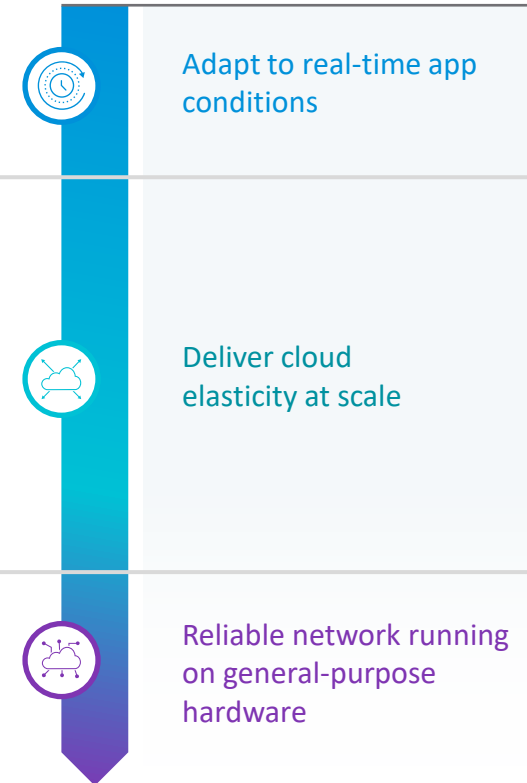 Adapt to real-time app
conditions
Deliver cloud
elasticity at scale
Reliable network running
on general-purpose
hardware